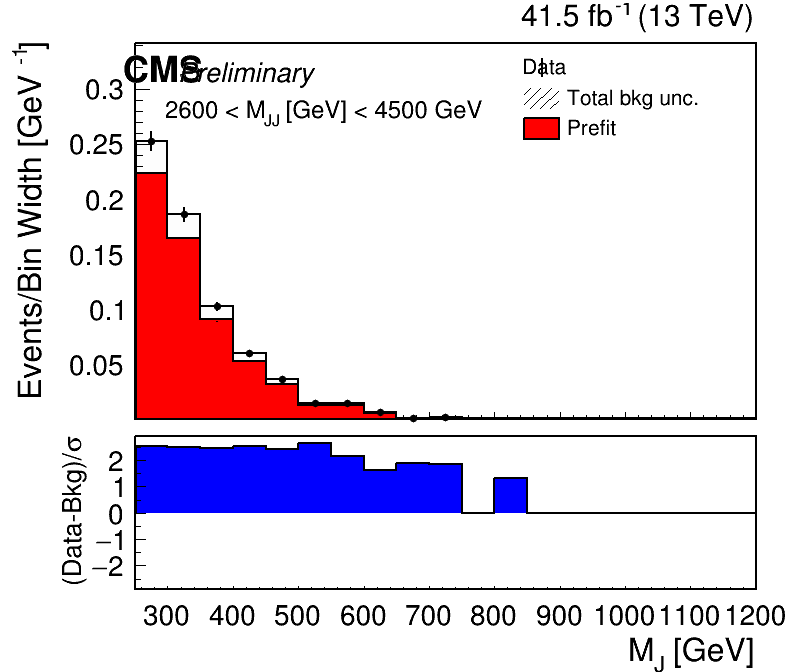 41.5 fb-1 (13 TeV)
CMS Preliminary
2600 < MJJ [GeV] < 4500 GeV
Data
Total bkg unc.
Prefit
Events/Bin Width [GeV-1]
0.3
0.25
0.2
0.15
0.1
0.05
(Data-Bkg)/σ
2
1
0
−1
−2
300 400 500 600 700 800 900 1000 1100 1200
MJ [GeV]